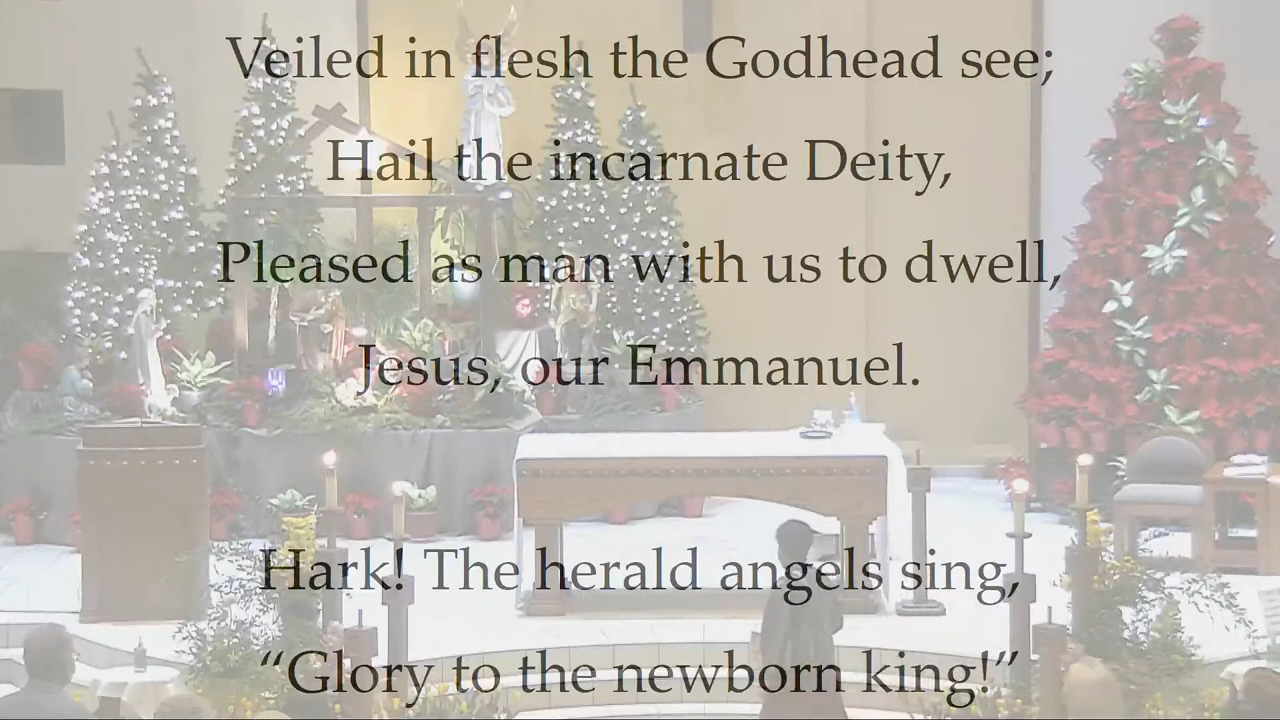 Veiled in flesh the Godhead see;
Hail the incarnate Deity,
Pleased as man with us to dwell,
Jesus, our Emmanuel.
Hark! The herald angels sing,
“Glory to the newborn king!”